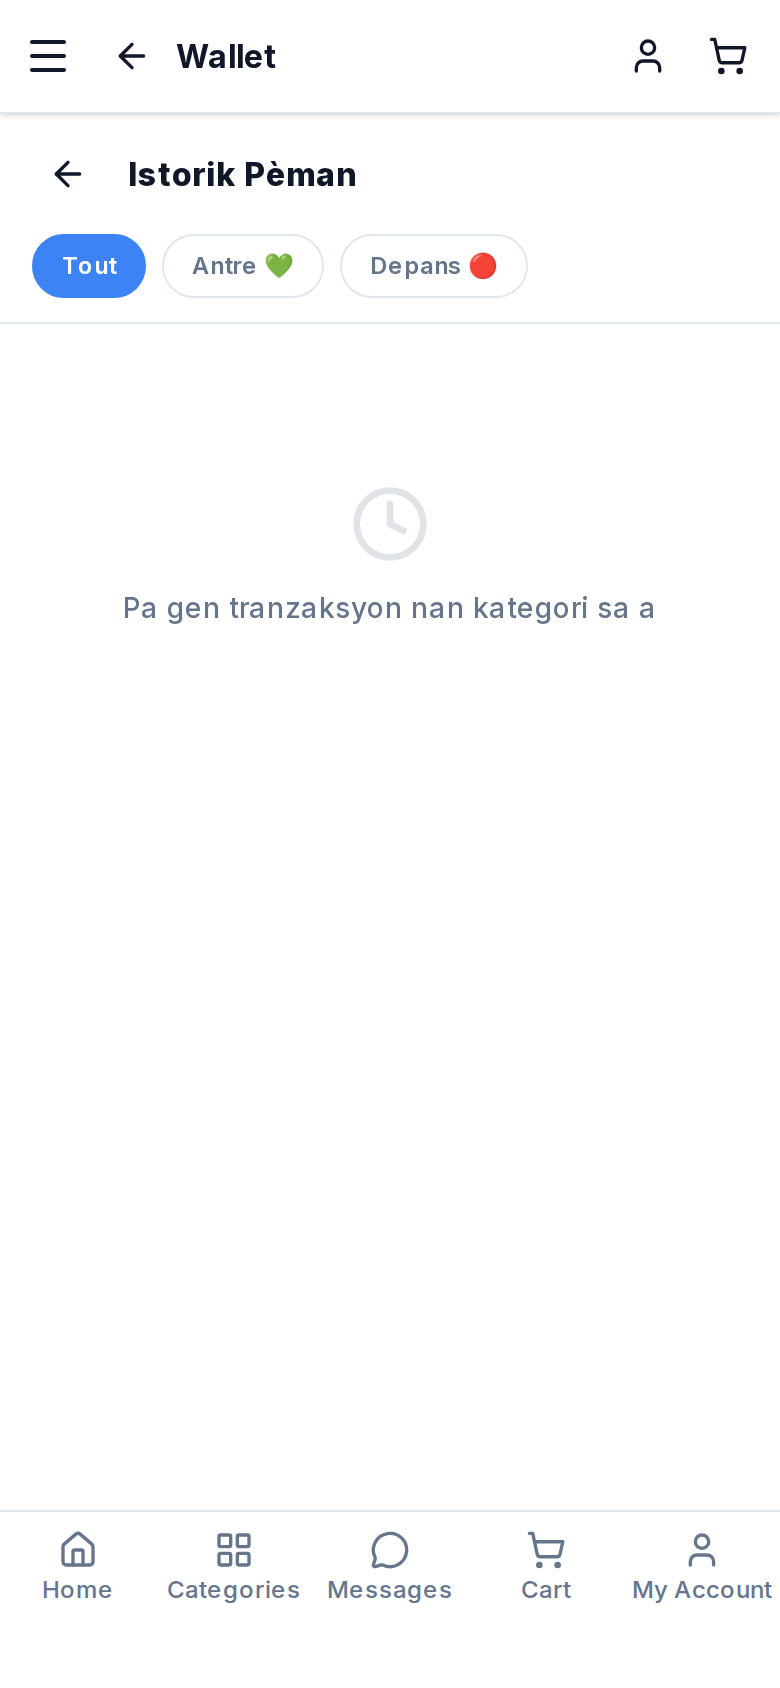 Wallet
Istorik Pèman
Tout
Antre 💚
Depans 🔴
Pa gen tranzaksyon nan kategori sa a
Home
Categories
Messages
Cart
My Account